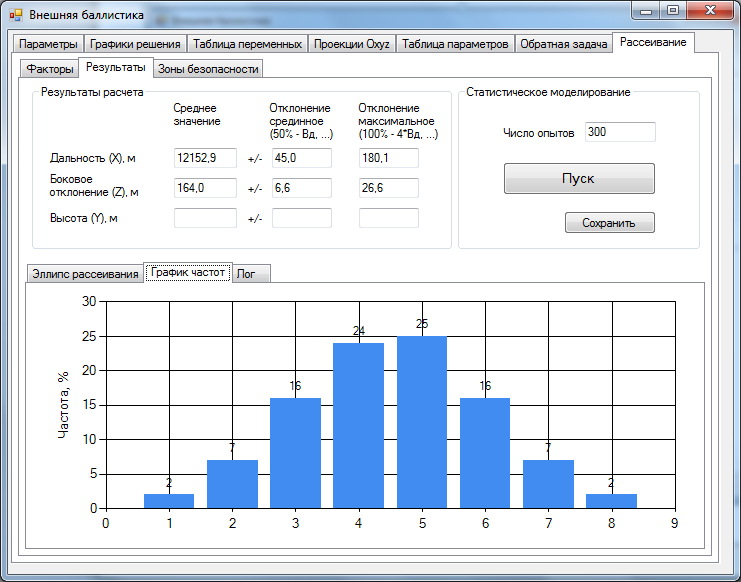 Внешняя баллистика
Параметры Графики решения Таблица переменных Проекции Oxyz Таблица параметров Обратная задача Рассеивание
Факторы Результаты Зоны безопасности
Результаты расчета
Среднее значение
Отклонение срединное (50% - Вд, ...)
Отклонение максимальное (100% - 4*Вд, ...)
Дальность (X), м 12152,9 +/- 45,0 180,1
Боковое отклонение (Z), м 164,0 +/- 6,6 26,6
Высота (Y), м +/-
Статистическое моделирование
Число опытов 300
Пуск
Сохранить
Эллипс рассеивания График частот Лог
Частота, %
30
25
20
15
10
5
0
2 7 16 24 25 16 7 2
0 1 2 3 4 5 6 7 8 9